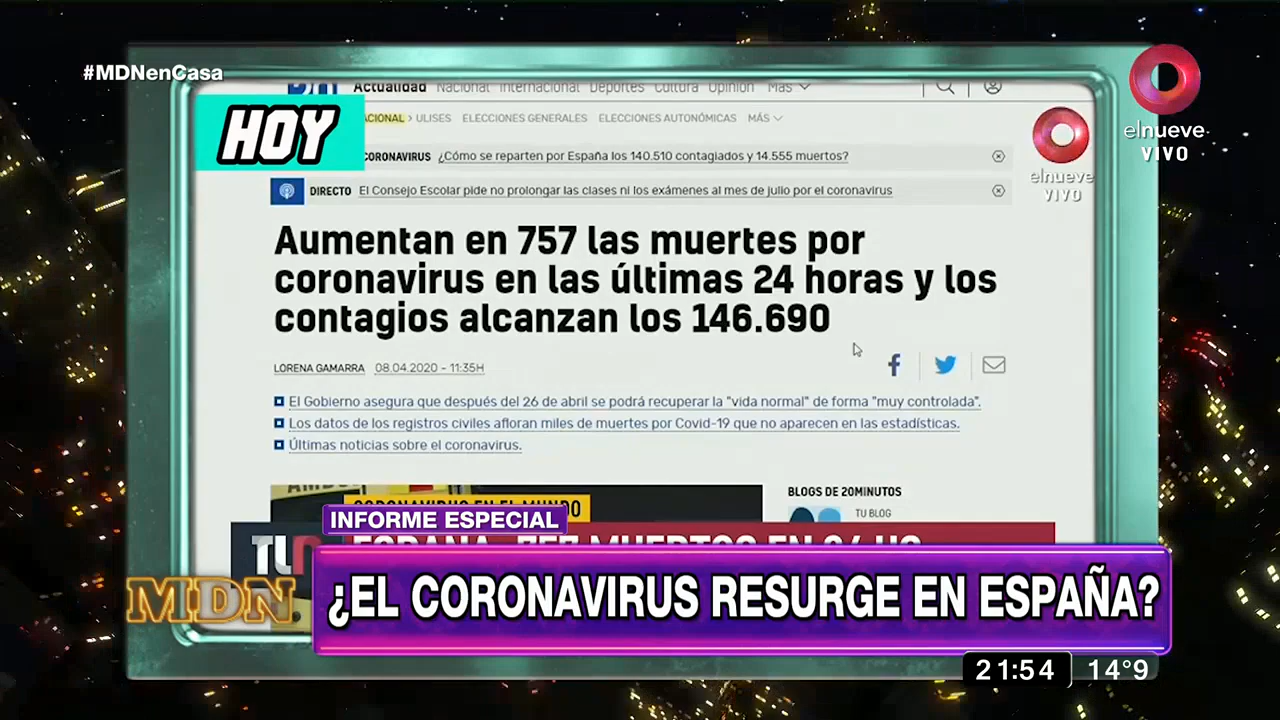 #MDNenCasa
HOY
Actualidad Nacional Internacional Deportes Cultura Opinión Más
ULISES ELECCIONES GENERALES ELECCIONES AUTONÓMICAS MÁS
¿Cómo se reparten por España los 140.510 contagiados y 14.555 muertos?
DIRECTO El Consejo Escolar pide no prolongar las clases ni los exámenes al mes de julio por el coronavirus
elnueve
VIVO
elnueve
VIVO
Aumentan en 757 las muertes por
coronavirus en las últimas 24 horas y los
contagios alcanzan los 146.690
LORENA GAMARRA 08.04.2020 - 11:35H
El Gobierno asegura que después del 26 de abril se podrá recuperar la "vida normal" de forma "muy controlada".
Los datos de los registros civiles afloran miles de muertes por Covid-19 que no aparecen en las estadísticas.
Últimas noticias sobre el coronavirus.
BLOGS DE 20MINUTOS
TU BLOG
CORONAVIRUS EN EL MUNDO
INFORME ESPECIAL
MDN
¿EL CORONAVIRUS RESURGE EN ESPAÑA?
21:54 14°9